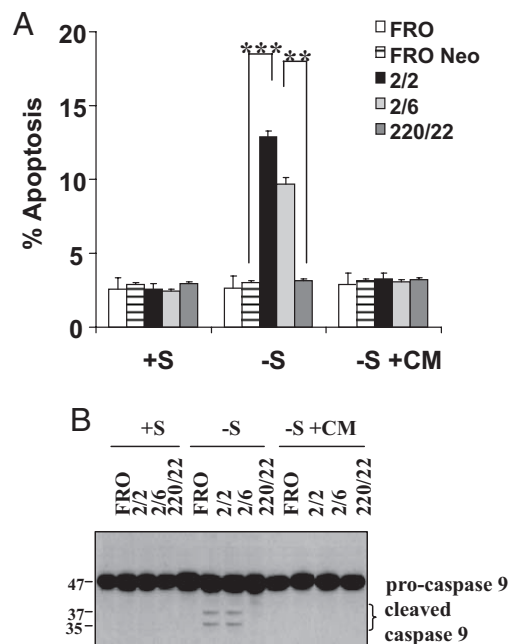 A
20
15
10
5
0
% Apoptosis
*** **
FRO
FRO Neo
2/2
2/6
220/22
+S
-S
-S +CM
B
+S -S -S +CM
FRO 2/2 2/6 220/22 FRO 2/2 2/6 220/22 FRO 2/2 2/6 220/22
47 pro-caspase 9
37 cleaved
35 caspase 9